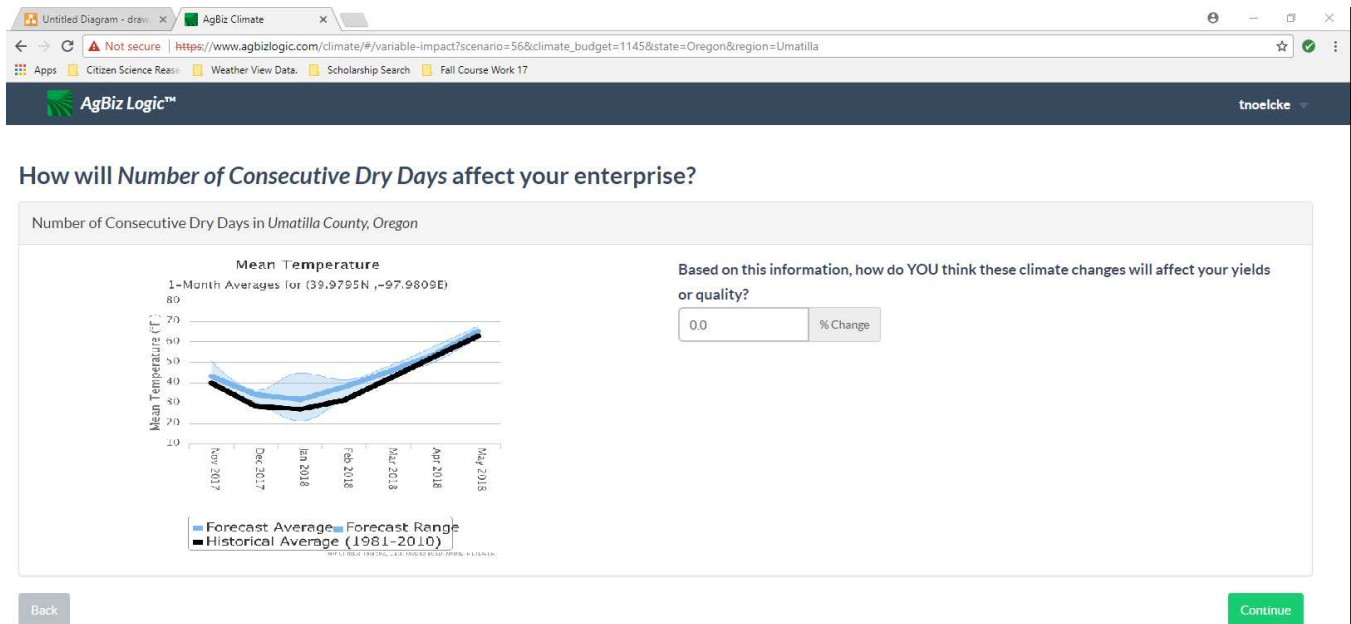 Untitled Diagram - draw.
AgBiz Climate
Not secure | https://www.agbizlogic.com/climate/#/variable-impact?scenario=56&climate_budget=1145&state=Oregon&region=Umatilla
Apps Citizen Science Rease Weather View Data. Scholarship Search Fall Course Work 17
AgBiz Logic™ tnoelcke
How will Number of Consecutive Dry Days affect your enterprise?
Number of Consecutive Dry Days in Umatilla County, Oregon
Mean Temperature
1-Month Averages for (39.9795N ,-97.9809E)
Mean Temperature (°F)
80
70
60
50
40
30
20
10
Nov 2017
Dec 2017
Jan 2018
Feb 2018
Mar 2018
Apr 2018
May 2018
Forecast Average Forecast Range
Historical Average (1981-2010)
Based on this information, how do YOU think these climate changes will affect your yields
or quality?
0.0 % Change
Back Continue